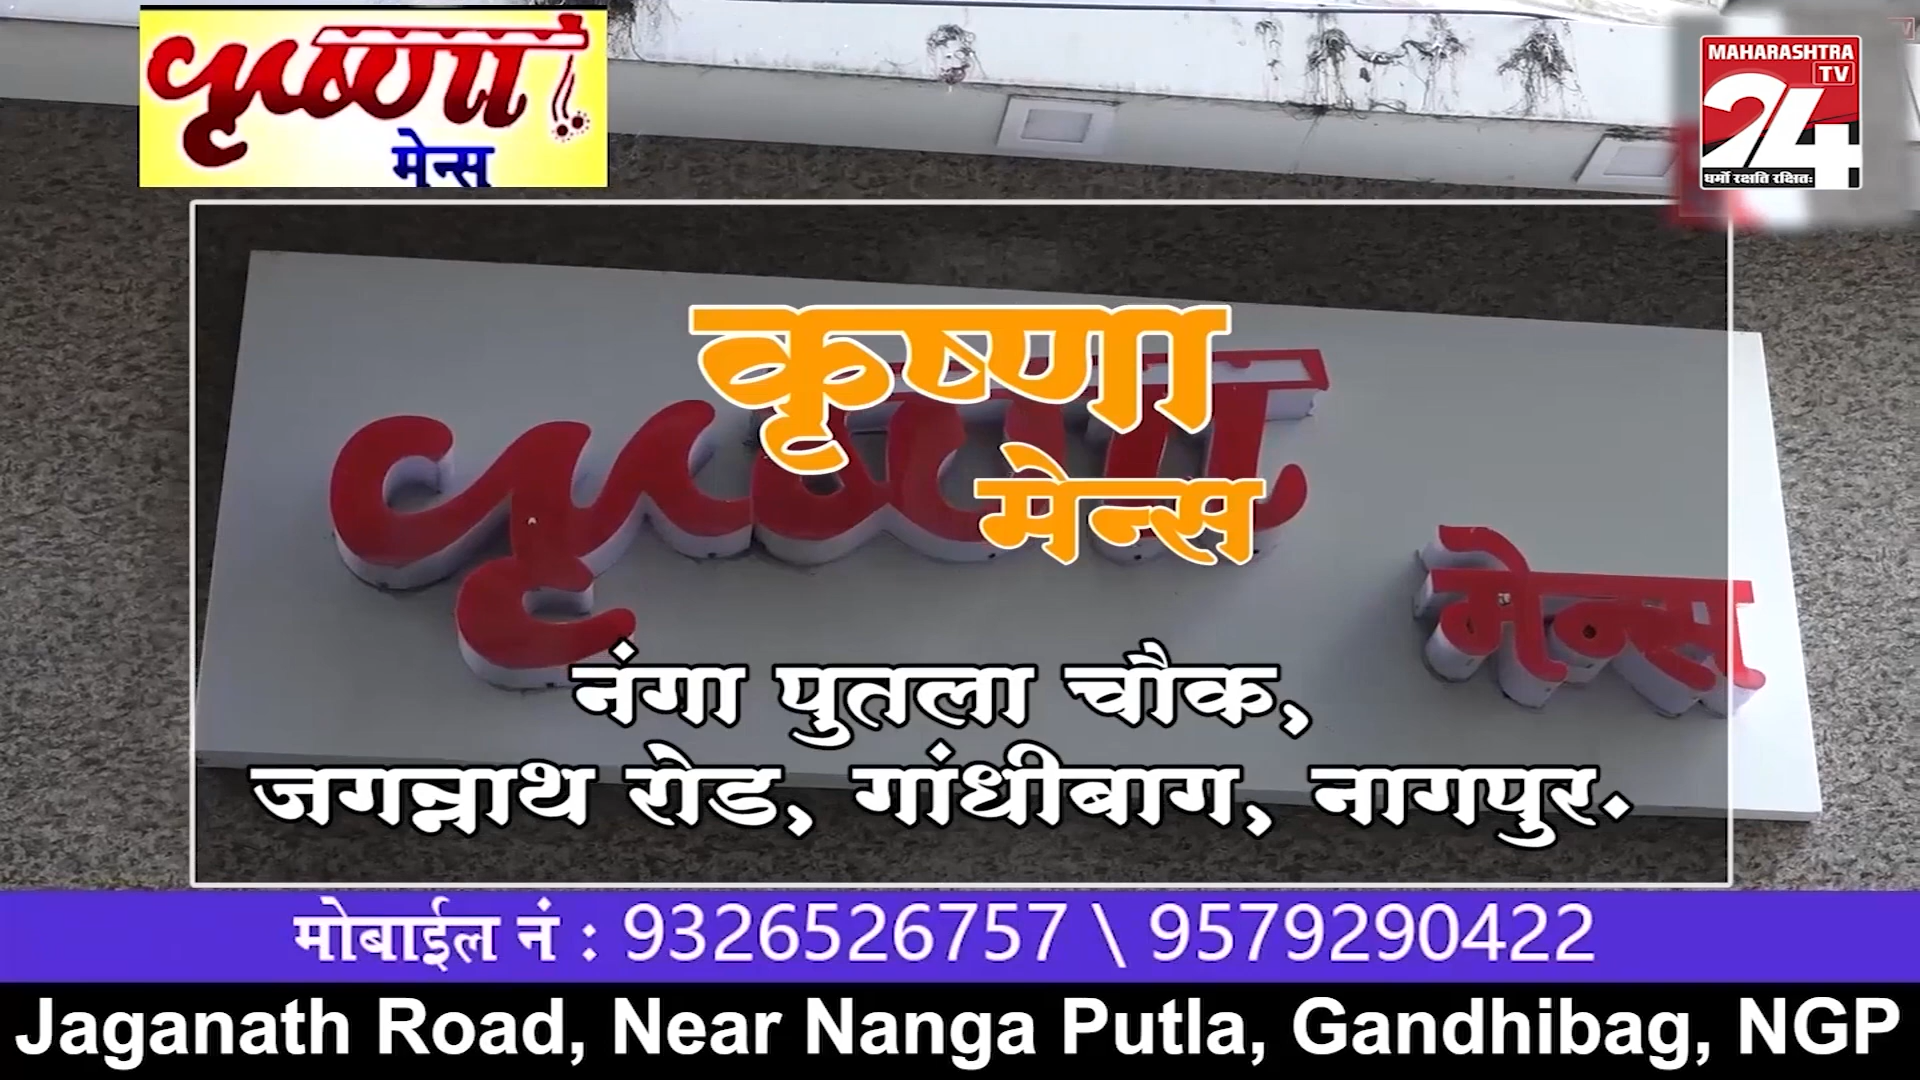 कृष्णा
मेन्स
MAHARASHTRA
TV
24
धर्मो रक्षति रक्षितः
कृष्णा
मेन्स
कृष्णा
मेन्स
नंगा पुतला चौक,
जगन्नाथ रोड, गांधीबाग, नागपुर.
मोबाईल नं : 9326526757 \ 9579290422
Jaganath Road, Near Nanga Putla, Gandhibag, NGP